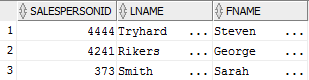 SALESPERSONID LNAME FNAME
1 4444 Tryhard ... Steven ...
2 4241 Rikers ... George ...
3 373 Smith ... Sarah ...